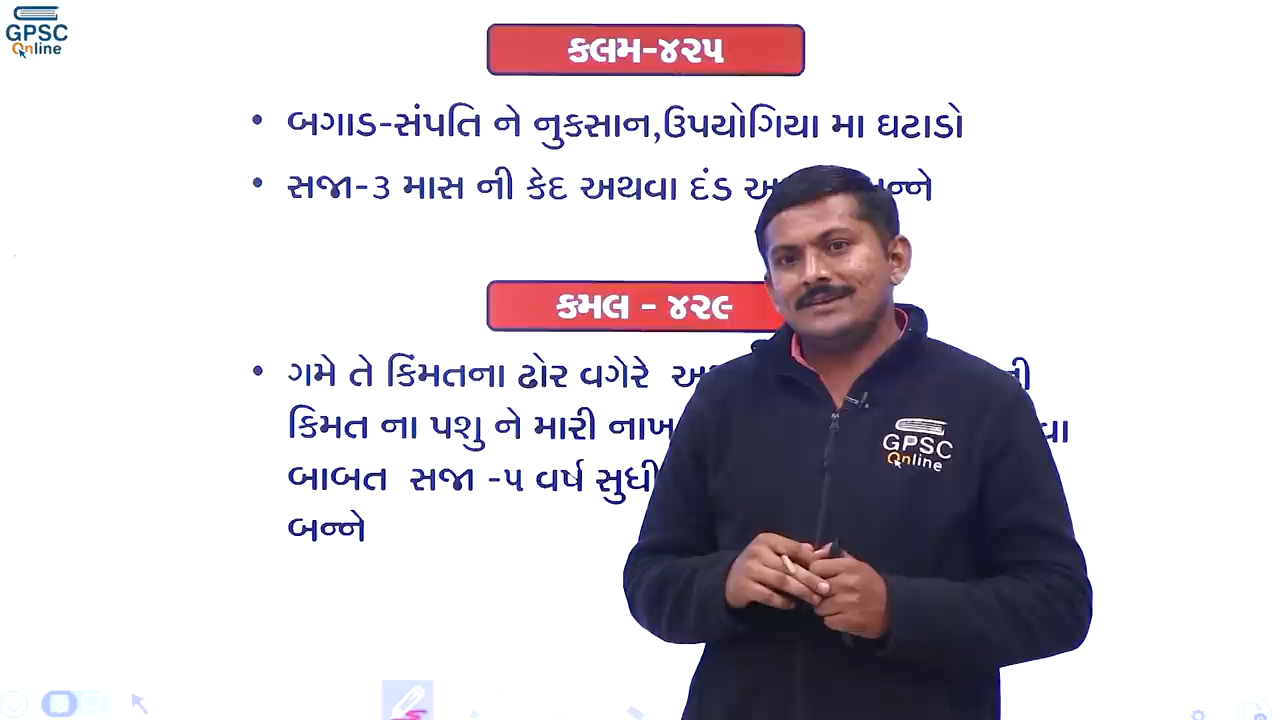 GPSC
Online
કલમ-૪૨૫
• બગાડ-સંપતિ ને નુકસાન,ઉપયોગિયા મા ઘટાડો
• સજા-૩ માસ ની કેદ અથવા દંડ
કમલ - ૪૨૯
• ગમે તે કિંમતના ઢોર વગેરે
કિમત ના પશુ ને મારી
બાબત સજા -૫ વર્ષ સુધી
બન્ને
GPSC
Online